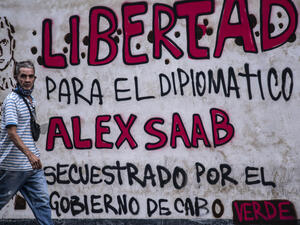 LIBERTAD
PARA EL DIPLOMATICO
ALEX SAAB
SECUESTRADO POR EL
GOBIERNO DE CABO VERDE